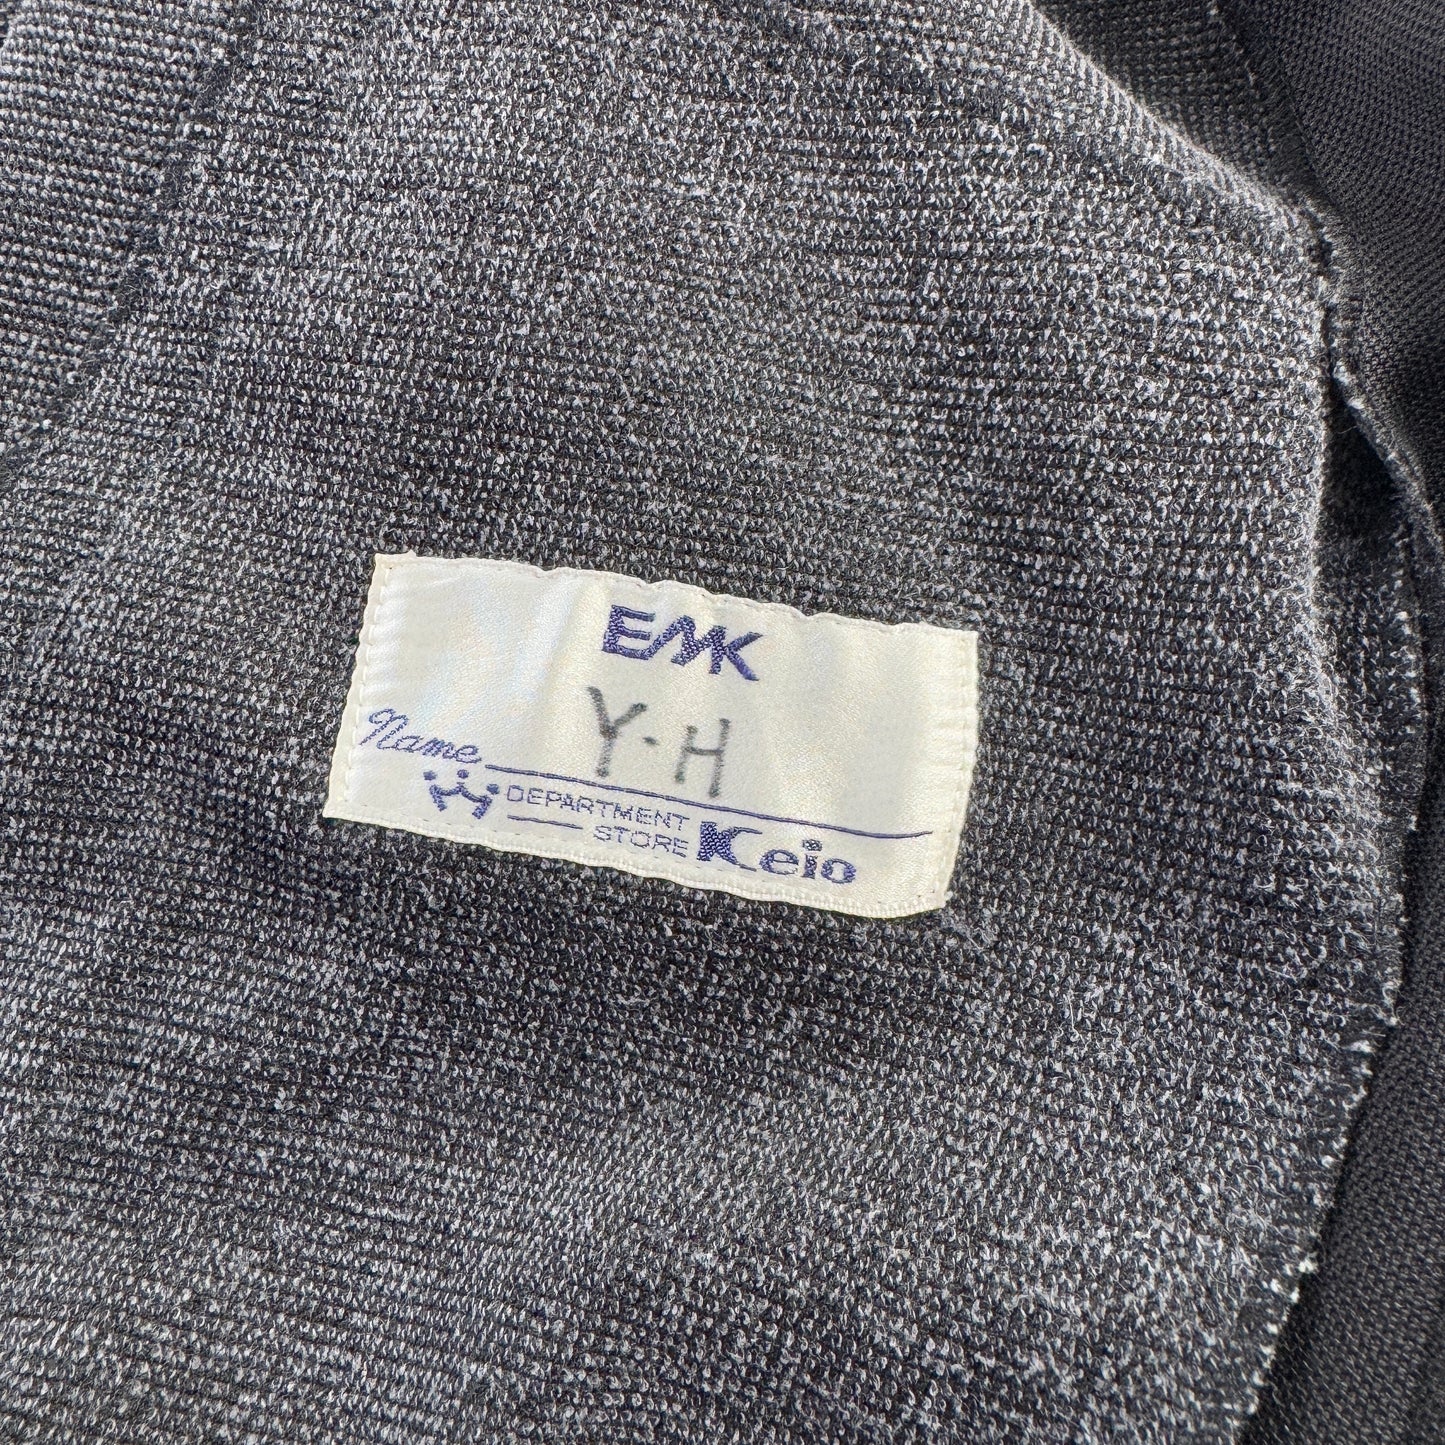 EMK
Name Y-H
DEPARTMENT
STORE Keio